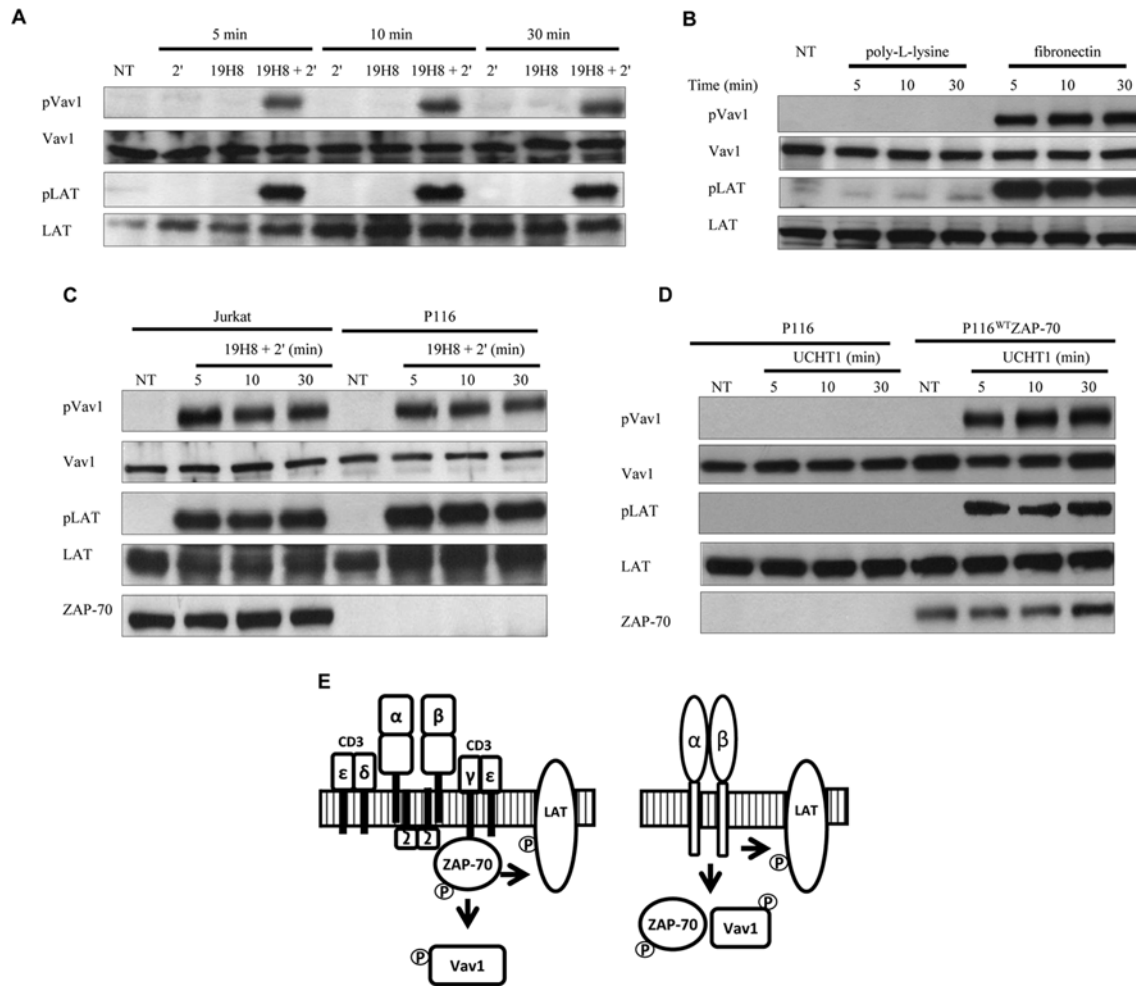 A
5 min 10 min 30 min
NT 2' 19H8 19H8 + 2' 2' 19H8 19H8 + 2' 2' 19H8 19H8 + 2'
pVav1
Vav1
pLAT
LAT
B
NT poly-L-lysine fibronectin
Time (min) 5 10 30 5 10 30
pVav1
Vav1
pLAT
LAT
C
Jurkat P116
19H8 + 2' (min) 19H8 + 2' (min)
NT 5 10 30 NT 5 10 30
pVav1
Vav1
pLAT
LAT
ZAP-70
D
P116 P116WTZAP-70
UCHT1 (min) UCHT1 (min)
NT 5 10 30 NT 5 10 30
pVav1
Vav1
pLAT
LAT
ZAP-70
E
α β
CD3 CD3
ε δ γ ε
LAT
2 2
P
ZAP-70
P
P Vav1
α β
LAT
P
P
ZAP-70 Vav1
P